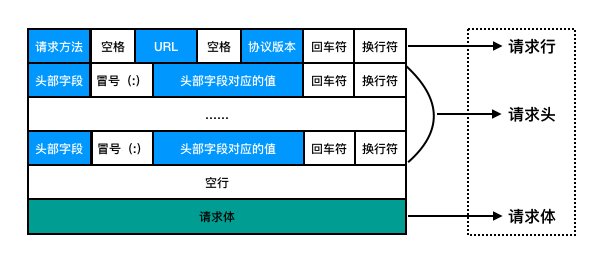 请求方法 空格 URL 空格 协议版本 回车符 换行符 请求行
头部字段 冒号（:） 头部字段对应的值 回车符 换行符
...... 请求头
头部字段 冒号（:） 头部字段对应的值 回车符 换行符
空行
请求体 请求体